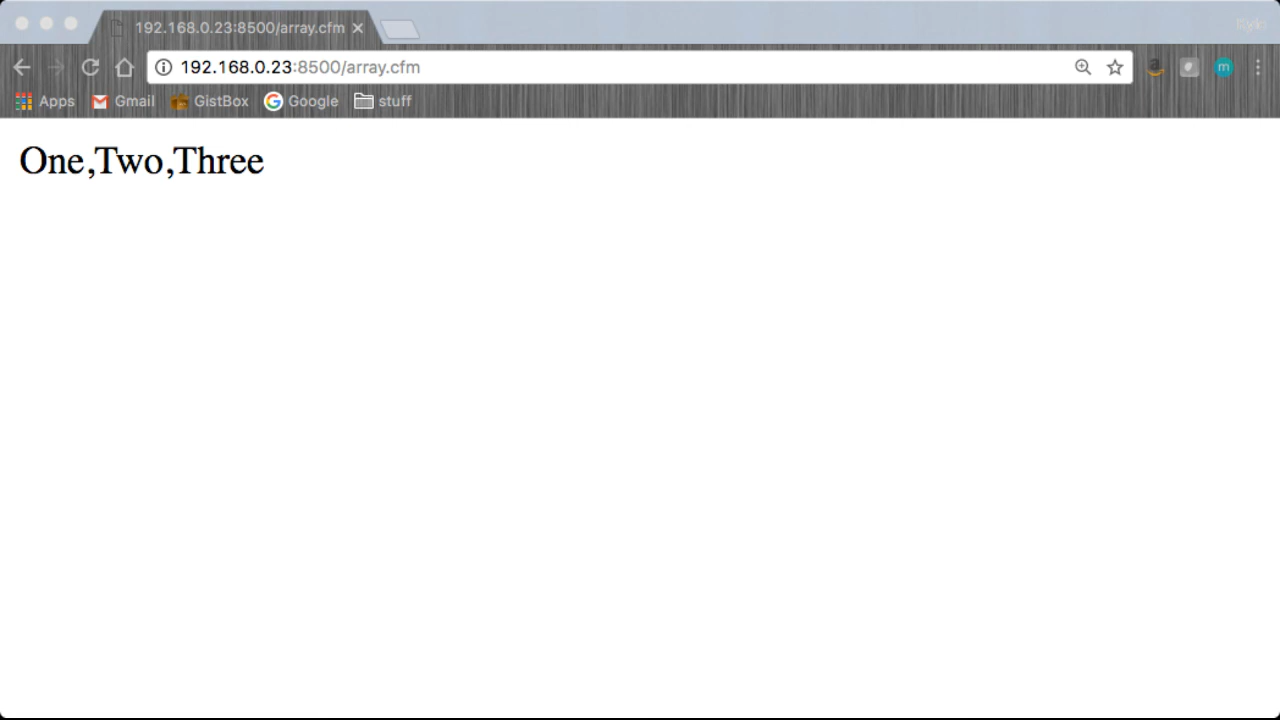 192.168.0.23:8500/array.cfm
192.168.0.23:8500/array.cfm
m
Apps
Gmail
GistBox
Google
stuff
One,Two,Three